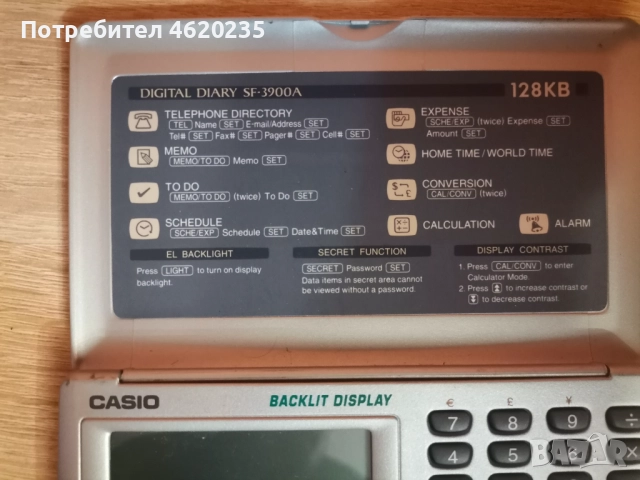 Потребител 4620235
DIGITAL DIARY SF-3900A 128KB
TELEPHONE DIRECTORY
TEL Name SET E-mail/Address SET
Tel# SET Fax# SET Pager# SET Cell# SET
MEMO
MEMO/TO DO Memo SET
TO DO
MEMO/TO DO (twice) To Do SET
SCHEDULE
SCHE/EXP Schedule SET Date&Time SET
EXPENSE
SCHE/EXP (twice) Expense SET
Amount SET
HOME TIME / WORLD TIME
CONVERSION
CAL/CONV (twice)
CALCULATION
ALARM
EL BACKLIGHT
Press LIGHT to turn on display
backlight.
SECRET FUNCTION
SECRET Password SET
Data items in secret area cannot
be viewed without a password.
DISPLAY CONTRAST
1. Press CAL/CONV to enter
Calculator Mode.
2. Press to increase contrast or
to decrease contrast.
CASIO BACKLIT DISPLAY
€ £ ¥
7 8 9 ÷
4 5 6 ×
bazar